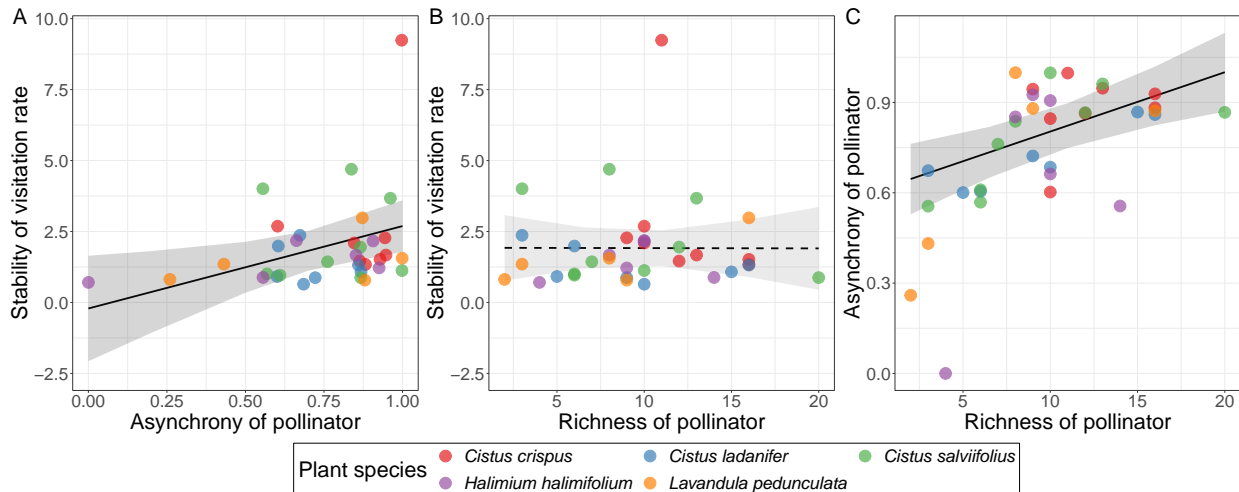 A
Stability of visitation rate
10.0
7.5
5.0
2.5
0.0
−2.5
0.00 0.25 0.50 0.75 1.00
Asynchrony of pollinator
B
Stability of visitation rate
10.0
7.5
5.0
2.5
0.0
−2.5
5 10 15 20
Richness of pollinator
C
Asynchrony of pollinator
0.9
0.6
0.3
0.0
5 10 15 20
Richness of pollinator
Plant species
Cistus crispus Cistus ladanifer Cistus salviifolius
Halimium halimifolium Lavandula pedunculata